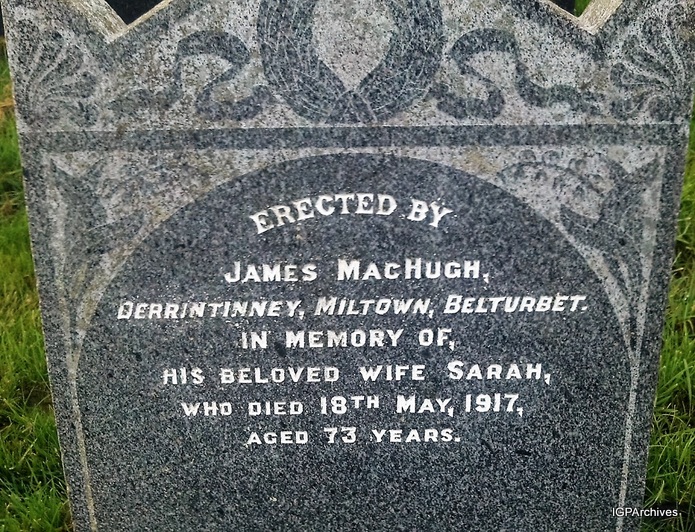 ERECTED BY
JAMES MACHUGH,
DERRINTINNEY, MILTOWN, BELTURBET.
IN MEMORY OF,
HIS BELOVED WIFE SARAH,
WHO DIED 18TH MAY, 1917,
AGED 73 YEARS.
IGPArchives